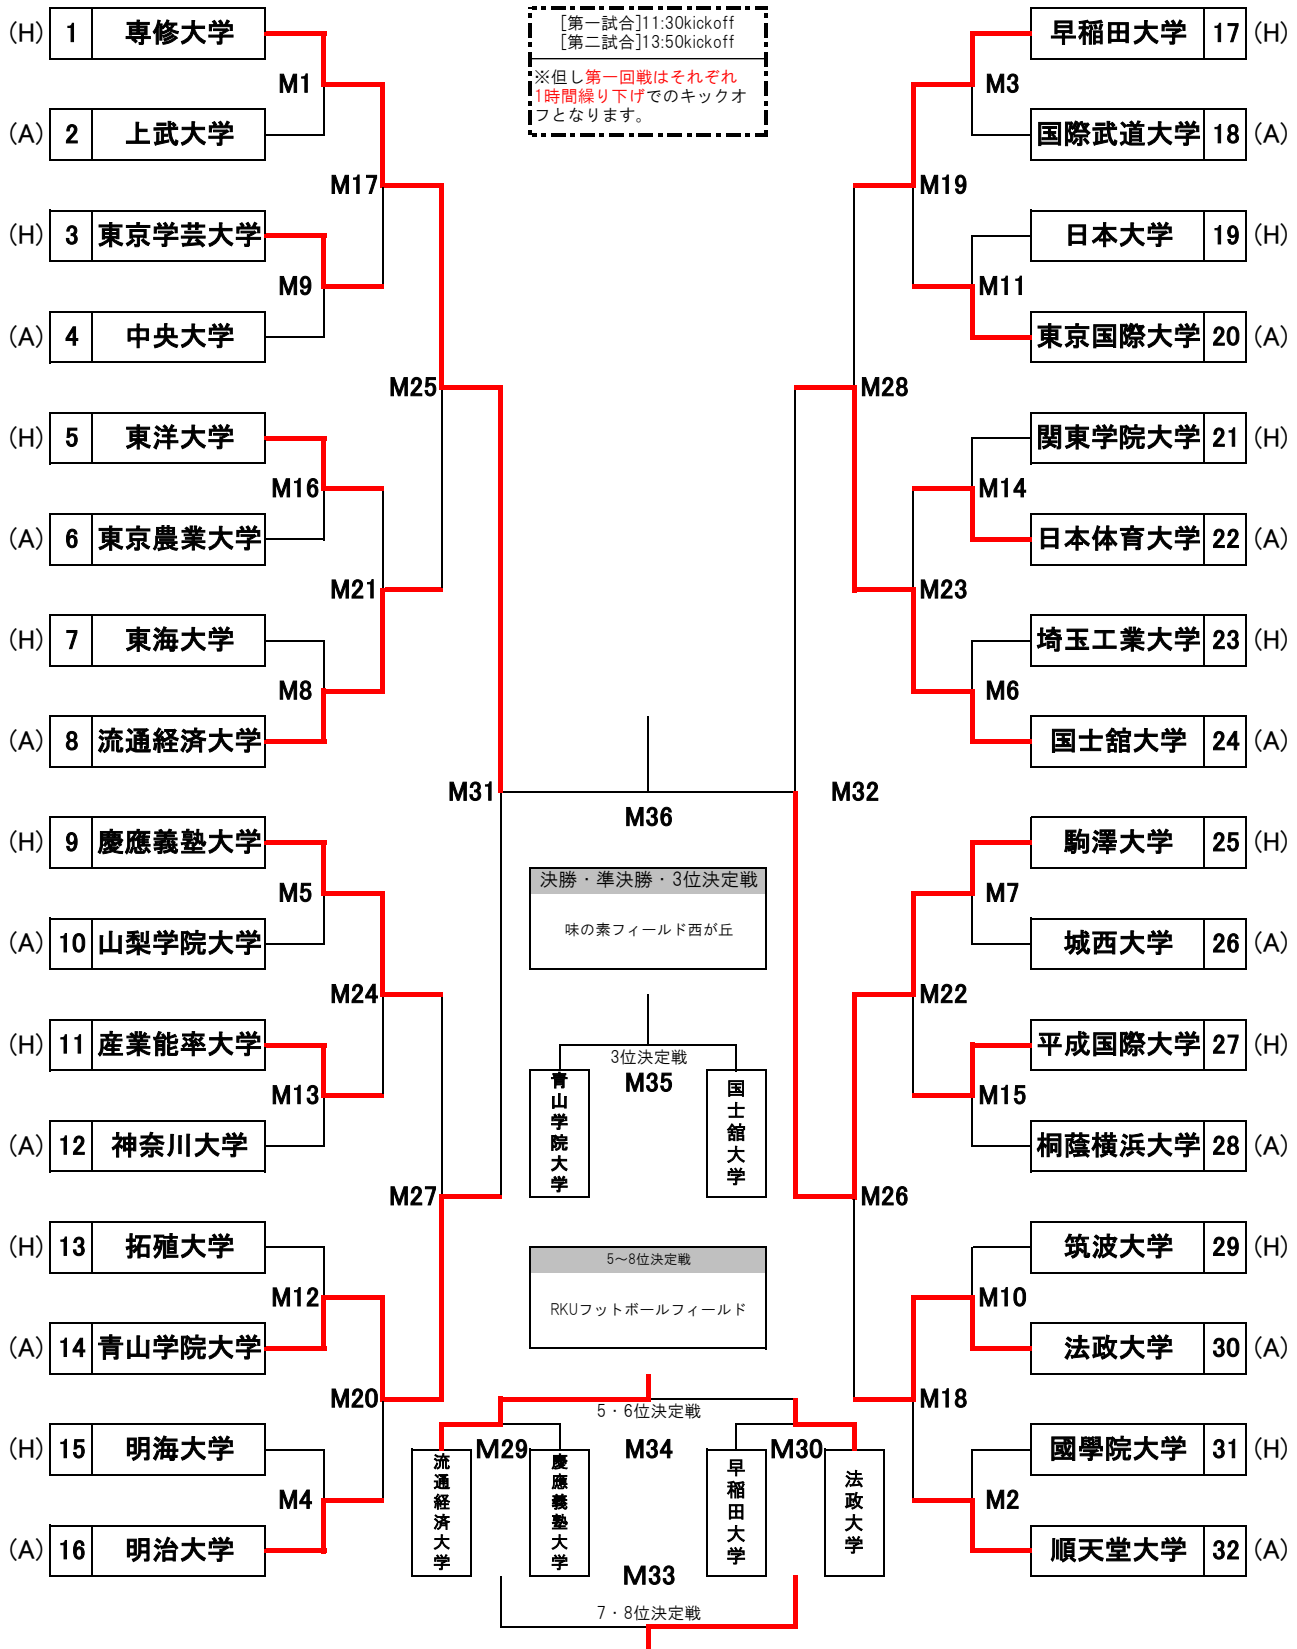 [第一試合]11:30kickoff
[第二試合]13:50kickoff
※但し第一回戦はそれぞれ
1時間繰り下げでのキックオ
フとなります。
(H) 1 専修大学
M1
(A) 2 上武大学
M17
(H) 3 東京学芸大学
M9
(A) 4 中央大学
M25
(H) 5 東洋大学
M16
(A) 6 東京農業大学
M21
(H) 7 東海大学
M8
(A) 8 流通経済大学
M31
(H) 9 慶應義塾大学
M5
(A) 10 山梨学院大学
M24
(H) 11 産業能率大学
M13
(A) 12 神奈川大学
M27
(H) 13 拓殖大学
M12
(A) 14 青山学院大学
M20
(H) 15 明海大学
M4
(A) 16 明治大学
早稲田大学 17 (H)
M3
国際武道大学 18 (A)
M19
日本大学 19 (H)
M11
東京国際大学 20 (A)
M28
関東学院大学 21 (H)
M14
日本体育大学 22 (A)
M23
埼玉工業大学 23 (H)
M6
国士舘大学 24 (A)
M32
駒澤大学 25 (H)
M7
城西大学 26 (A)
M22
平成国際大学 27 (H)
M15
桐蔭横浜大学 28 (A)
M26
筑波大学 29 (H)
M10
法政大学 30 (A)
M18
國學院大学 31 (H)
M2
順天堂大学 32 (A)
M36
決勝・準決勝・3位決定戦
味の素フィールド西が丘
3位決定戦
M35
青山学院大学
国士舘大学
5～8位決定戦
RKUフットボールフィールド
5・6位決定戦
M29
M34
M30
流通経済大学
慶應義塾大学
早稲田大学
法政大学
M33
7・8位決定戦